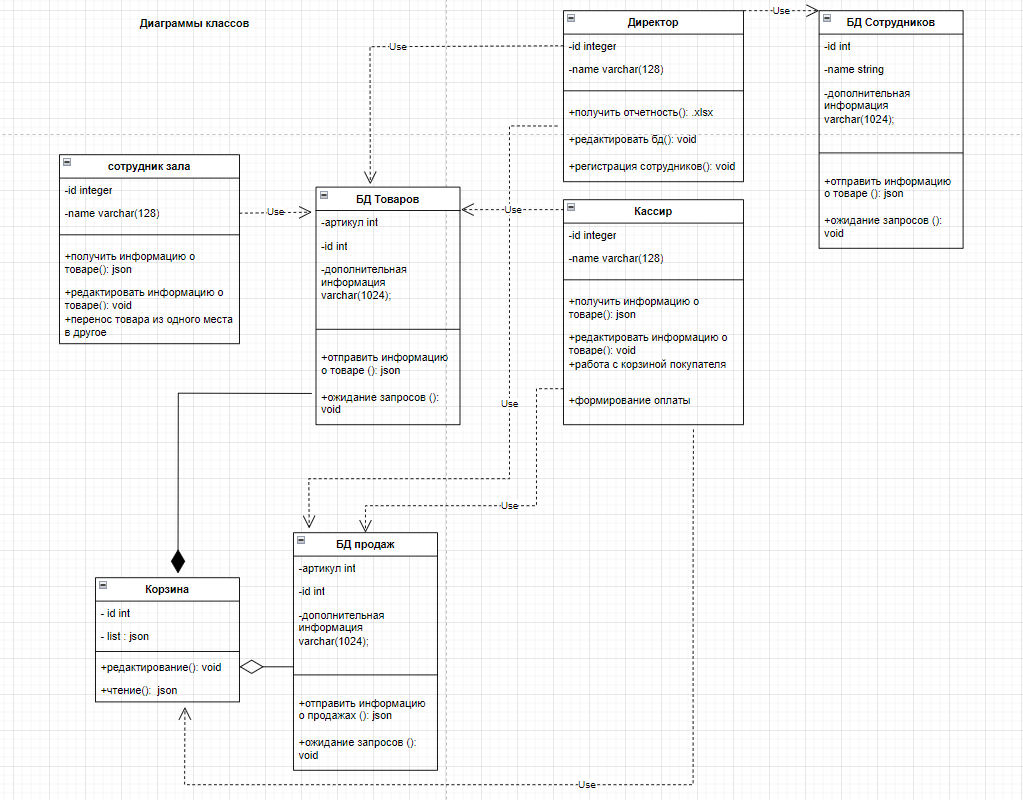 Диаграммы классов
Use
Use
Директор
-id integer
-name varchar(128)
+получить отчетность(): .xlsx
+редактировать бд(): void
+регистрация сотрудников(): void
БД Сотрудников
-id int
-name string
-дополнительная
информация
varchar(1024);
+отправить информацию
о товаре (): json
+ожидание запросов ():
void
сотрудник зала
-id integer
-name varchar(128)
+получить информацию о
товаре(): json
+редактировать информацию о
товаре(): void
+перенос товара из одного места
в другое
Use
БД Товаров
-артикул int
-id int
-дополнительная
информация
varchar(1024);
+отправить информацию
о товаре (): json
+ожидание запросов ():
void
Use
Кассир
-id integer
-name varchar(128)
+получить информацию о
товаре(): json
+редактировать информацию о
товаре(): void
+работа с корзиной покупателя
+формирование оплаты
Use
Use
БД продаж
-артикул int
-id int
-дополнительная
информация
varchar(1024);
+отправить информацию
о продажах (): json
+ожидание запросов ():
void
Корзина
- id int
- list : json
+редактирование(): void
+чтение(): json
Use